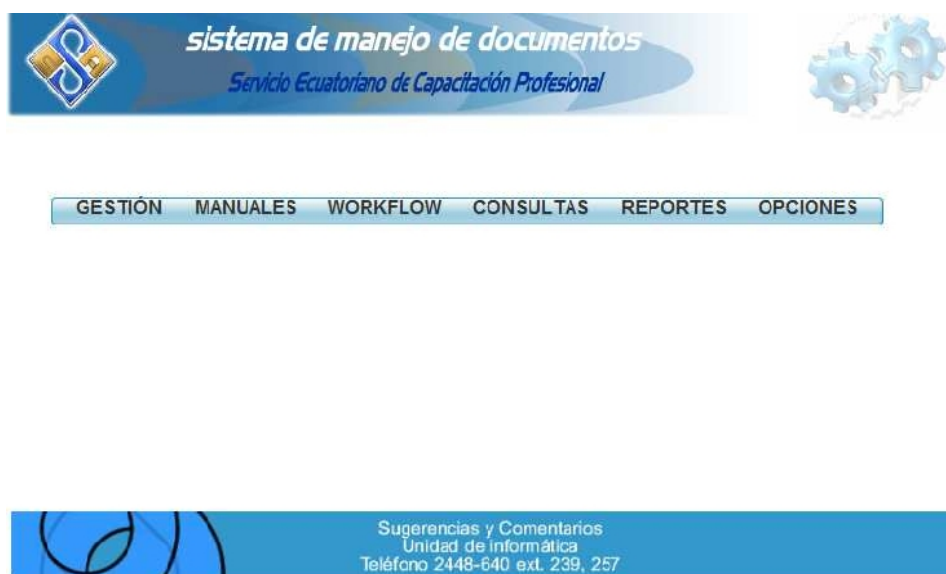 sistema de manejo de documentos
Servicio Ecuatoriano de Capacitación Profesional
GESTIÓN MANUALES WORKFLOW CONSULTAS REPORTES OPCIONES
Sugerencias y Comentarios
Unidad de informática
Teléfono 2448-640 ext. 239, 257